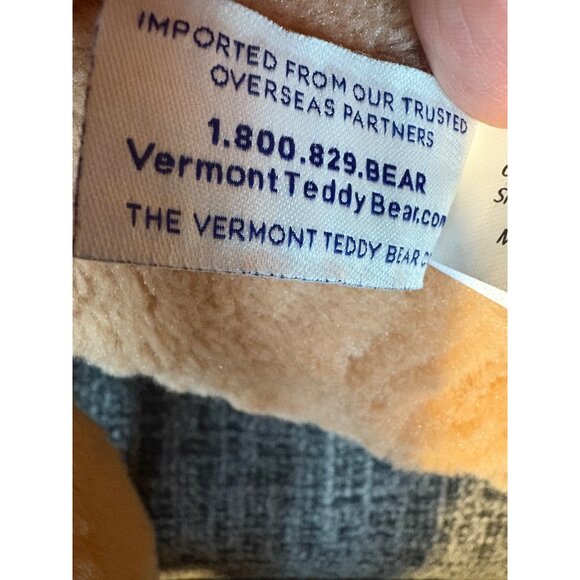 IMPORTED FROM OUR TRUSTED
OVERSEAS PARTNERS
1.800.829.BEAR
VermontTeddyBear.com
THE VERMONT TEDDY BEAR